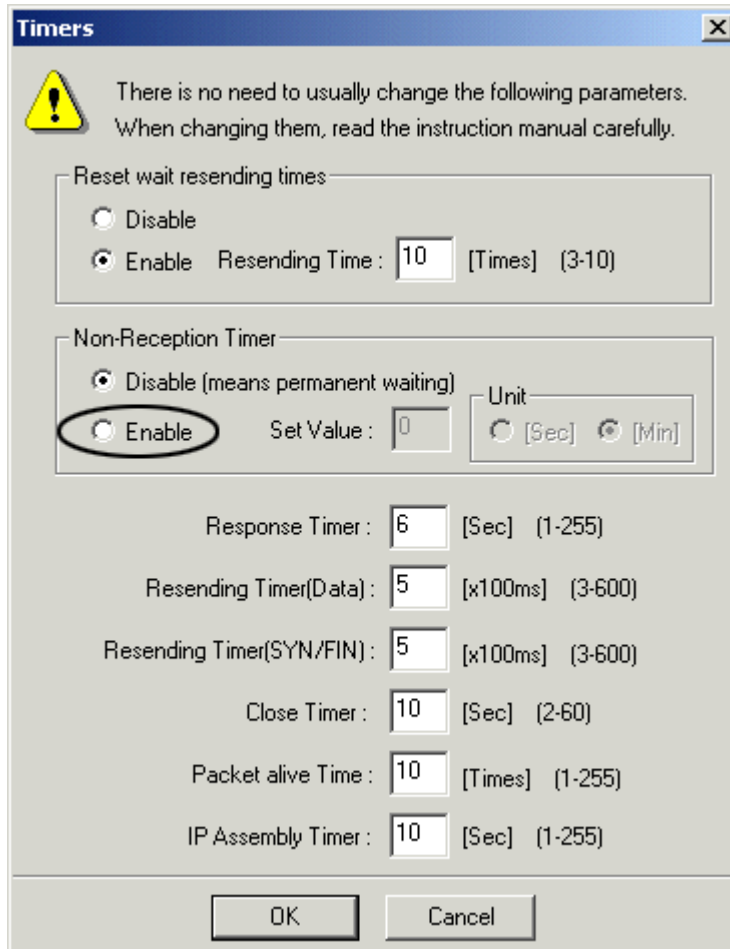 Timers
There is no need to usually change the following parameters.
When changing them, read the instruction manual carefully.
Reset wait resending times
Disable
Enable Resending Time : 10 [Times] (3-10)
Non-Reception Timer
Disable (means permanent waiting)
Unit
Enable Set Value : 0 [Sec] [Min]
Response Timer : 6 [Sec] (1-255)
Resending Timer(Data) : 5 [x100ms] (3-600)
Resending Timer(SYN/FIN) : 5 [x100ms] (3-600)
Close Timer : 10 [Sec] (2-60)
Packet alive Time : 10 [Times] (1-255)
IP Assembly Timer : 10 [Sec] (1-255)
OK Cancel